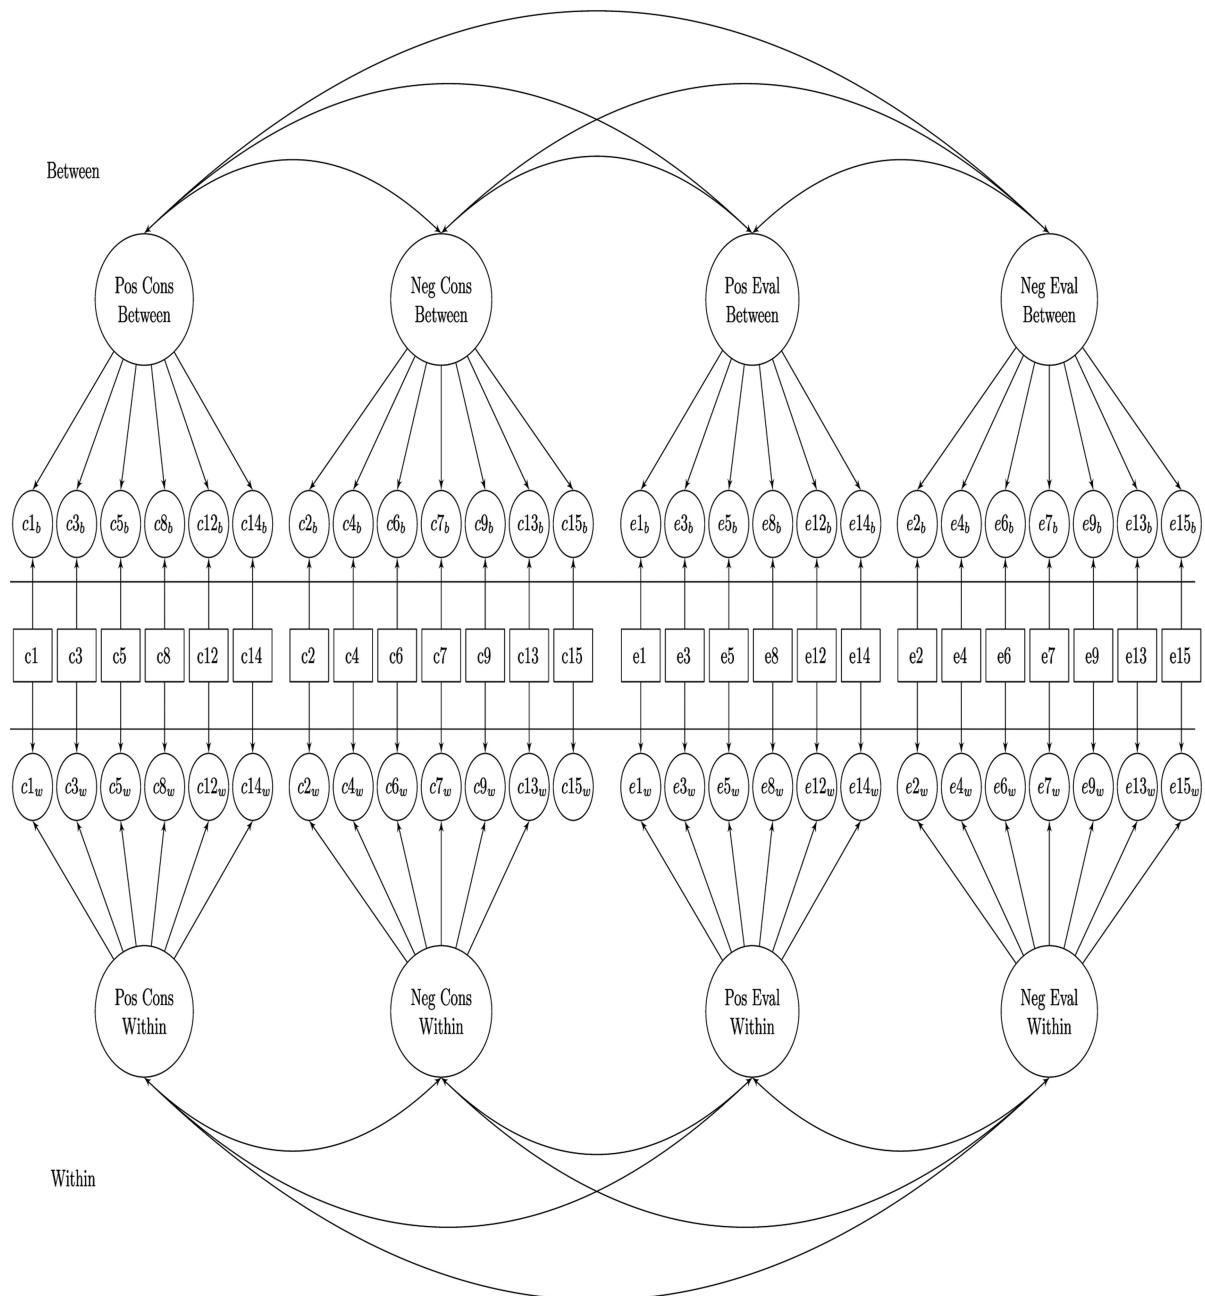 Between
Pos Cons Neg Cons Pos Eval Neg Eval
Between Between Between Between
c1b c3b c5b c8b c12b c14b c2b c4b c6b c7b c9b c13b c15b e1b e3b e5b e8b e12b e14b e2b e4b e6b e7b e9b e13b e15b
c1 c3 c5 c8 c12 c14 c2 c4 c6 c7 c9 c13 c15 e1 e3 e5 e8 e12 e14 e2 e4 e6 e7 e9 e13 e15
c1w c3w c5w c8w c12w c14w c2w c4w c6w c7w c9w c13w c15w e1w e3w e5w e8w e12w e14w e2w e4w e6w e7w e9w e13w e15w
Pos Cons Neg Cons Pos Eval Neg Eval
Within Within Within Within
Within